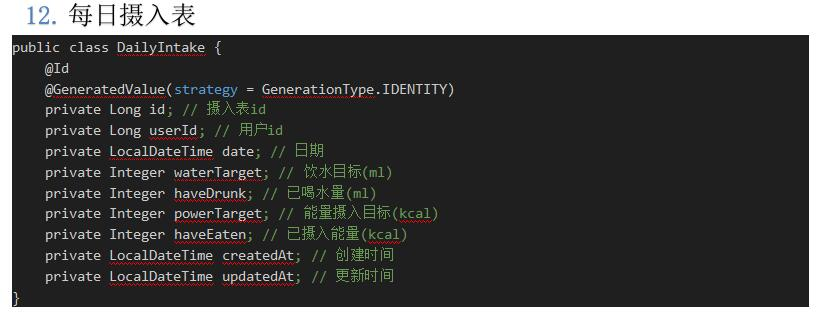 12. 每日摄入表
public class DailyIntake {
    @Id
    @GeneratedValue(strategy = GenerationType.IDENTITY)
    private Long id; // 摄入表id
    private Long userId; // 用户id
    private LocalDateTime date; // 日期
    private Integer waterTarget; // 饮水目标(ml)
    private Integer haveDrunk; // 已喝水量(ml)
    private Integer powerTarget; // 能量摄入目标(kcal)
    private Integer haveEaten; // 已摄入能量(kcal)
    private LocalDateTime createdAt; // 创建时间
    private LocalDateTime updatedAt; // 更新时间
}